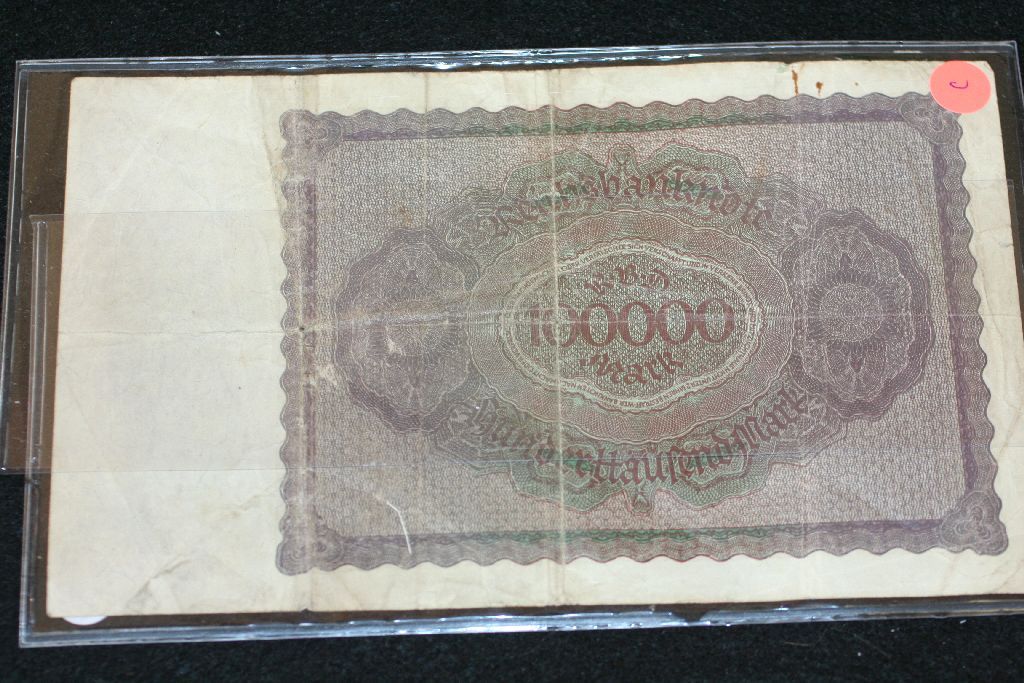 C
Reichsbanknote
R.B.D
100000
Mark
Hunderttausend Mark